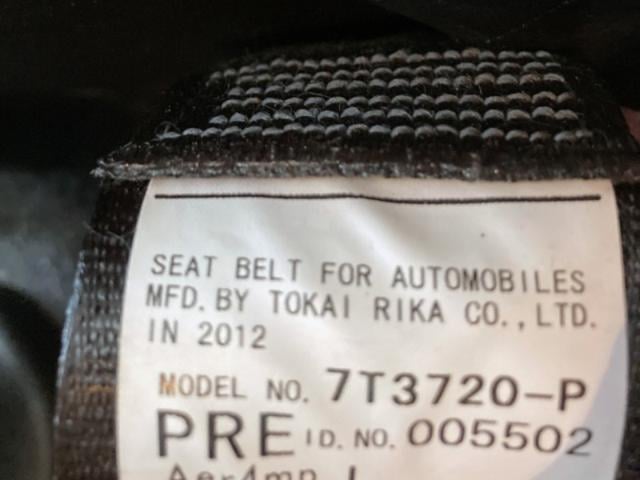 SEAT BELT FOR AUTOMOBILES
MFD. BY TOKAI RIKA CO., LTD.
IN 2012
MODEL NO. 7T3720-P
PRE ID. NO. 005502